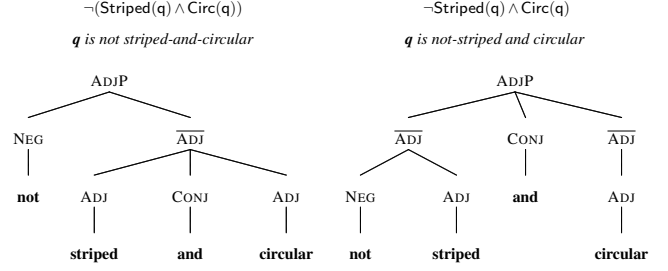 ¬(Striped(q) ∧ Circ(q)) ¬Striped(q) ∧ Circ(q)
q is not striped-and-circular q is not-striped and circular
ADJP ADJP
NEG ADJ ADJ CONJ ADJ
not ADJ CONJ ADJ NEG ADJ and ADJ
striped and circular not striped circular